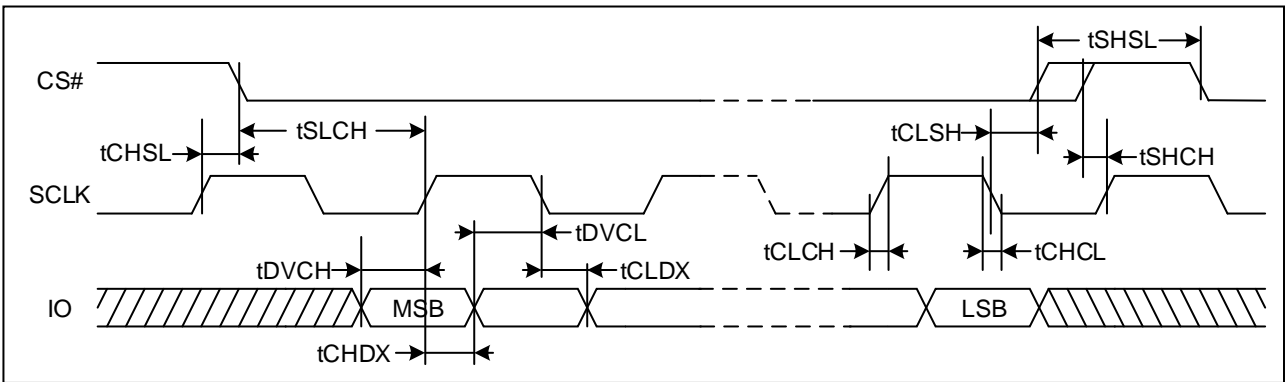 tSHSL
CS#
tSLCH
tCLSH
tCHSL
tSHCH
SCLK
tDVCL
tCLCH
tCHCL
tDVCH
tCLDX
IO
MSB
LSB
tCHDX